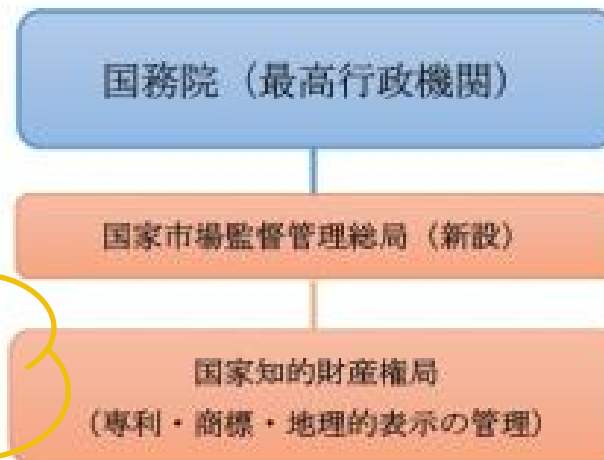 国務院（最高行政機関）
国家市場監督管理総局（新設）
国家知的財産権局
（専利・商標・地理的表示の管理）